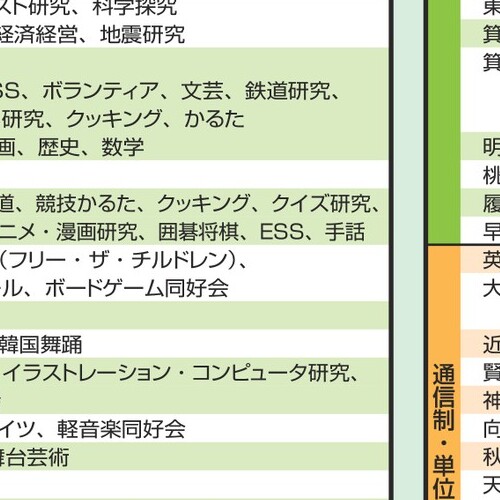 スト研究、科学探究
経済経営、地震研究
SS、ボランティア、文芸、鉄道研究、
研究、クッキング、かるた
画、歴史、数学
道、競技かるた、クッキング、クイズ研究、
ニメ・漫画研究、囲碁将棋、ESS、手話
（フリー・ザ・チルドレン）、
ール、ボードゲーム同好会
韓国舞踊
イラストレーション・コンピュータ研究、
イツ、軽音楽同好会
舞台芸術
東
箕
箕
明
桃
履
早
英
大
近
賢
神
向
秋
天
通信制・単位